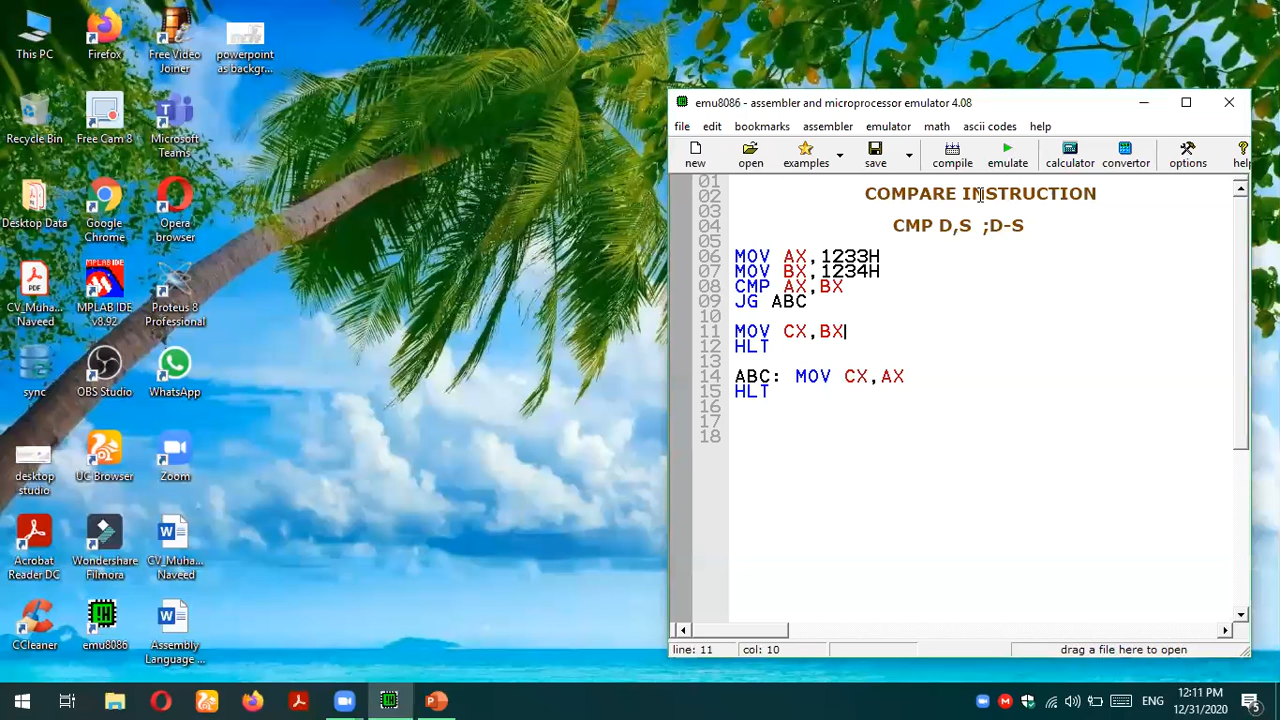 This PC
Firefox
Free Video
Joiner
powerpoint
as backgr...
Recycle Bin
Free Cam 8
Microsoft
Teams
Desktop Data
Google
Chrome
Opera
browser
CV_Muha...
Naveed
MPLAB IDE
v8.92
Proteus 8
Professional
sync
OBS Studio
WhatsApp
desktop
studio
UC Browser
Zoom
Acrobat
Reader DC
Wondershare
Filmora
CV_Muha...
Naveed
CCleaner
emu8086
Assembly
Language ...
emu8086 - assembler and microprocessor emulator 4.08
file edit bookmarks assembler emulator math ascii codes help
new open examples save compile emulate calculator convertor options help
01
02 COMPARE INSTRUCTION
03
04 CMP D,S ;D-S
05
06 MOV AX,1233H
07 MOV BX,1234H
08 CMP AX,BX
09 JG ABC
10
11 MOV CX,BX
12 HLT
13
14 ABC: MOV CX,AX
15 HLT
16
17
18
line: 11 col: 10 drag a file here to open
ENG
12:11 PM
12/31/2020
5